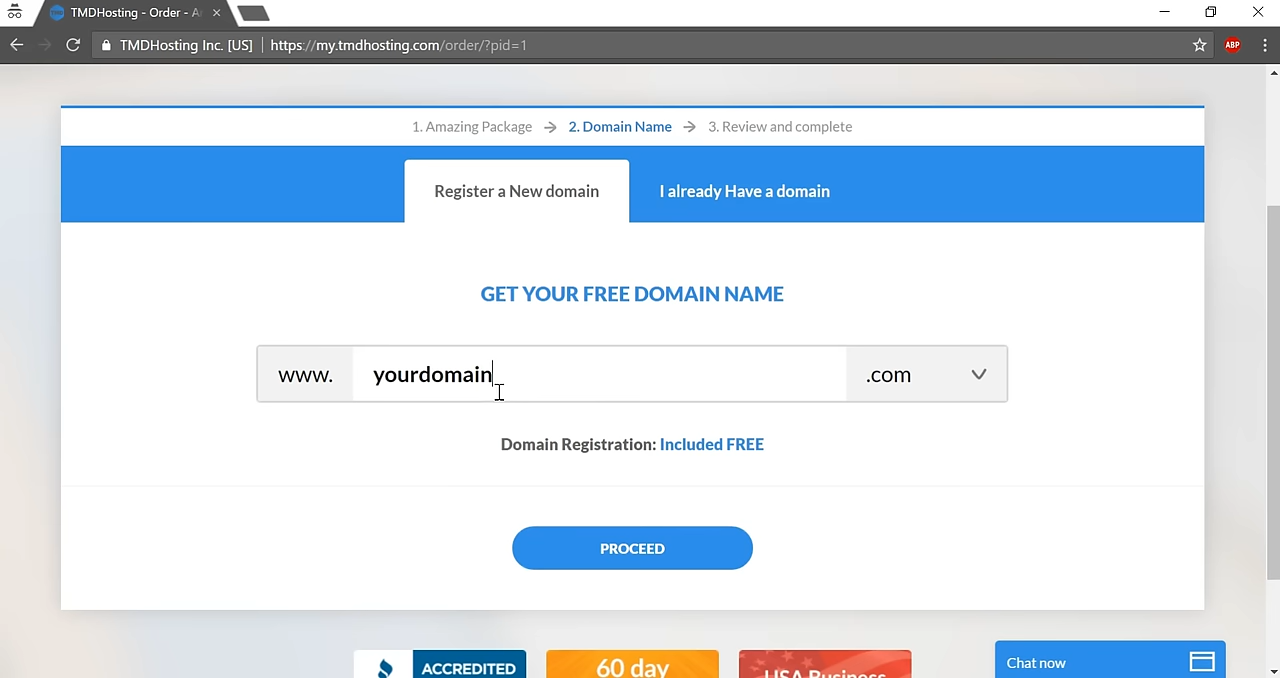 TMDHosting - Order - A
TMDHosting Inc. [US] https://my.tmdhosting.com/order/?pid=1
ABP
1. Amazing Package → 2. Domain Name → 3. Review and complete
Register a New domain
I already Have a domain
GET YOUR FREE DOMAIN NAME
www. yourdomain .com
Domain Registration: Included FREE
PROCEED
ACCREDITED
60 day
USA Business
Chat now